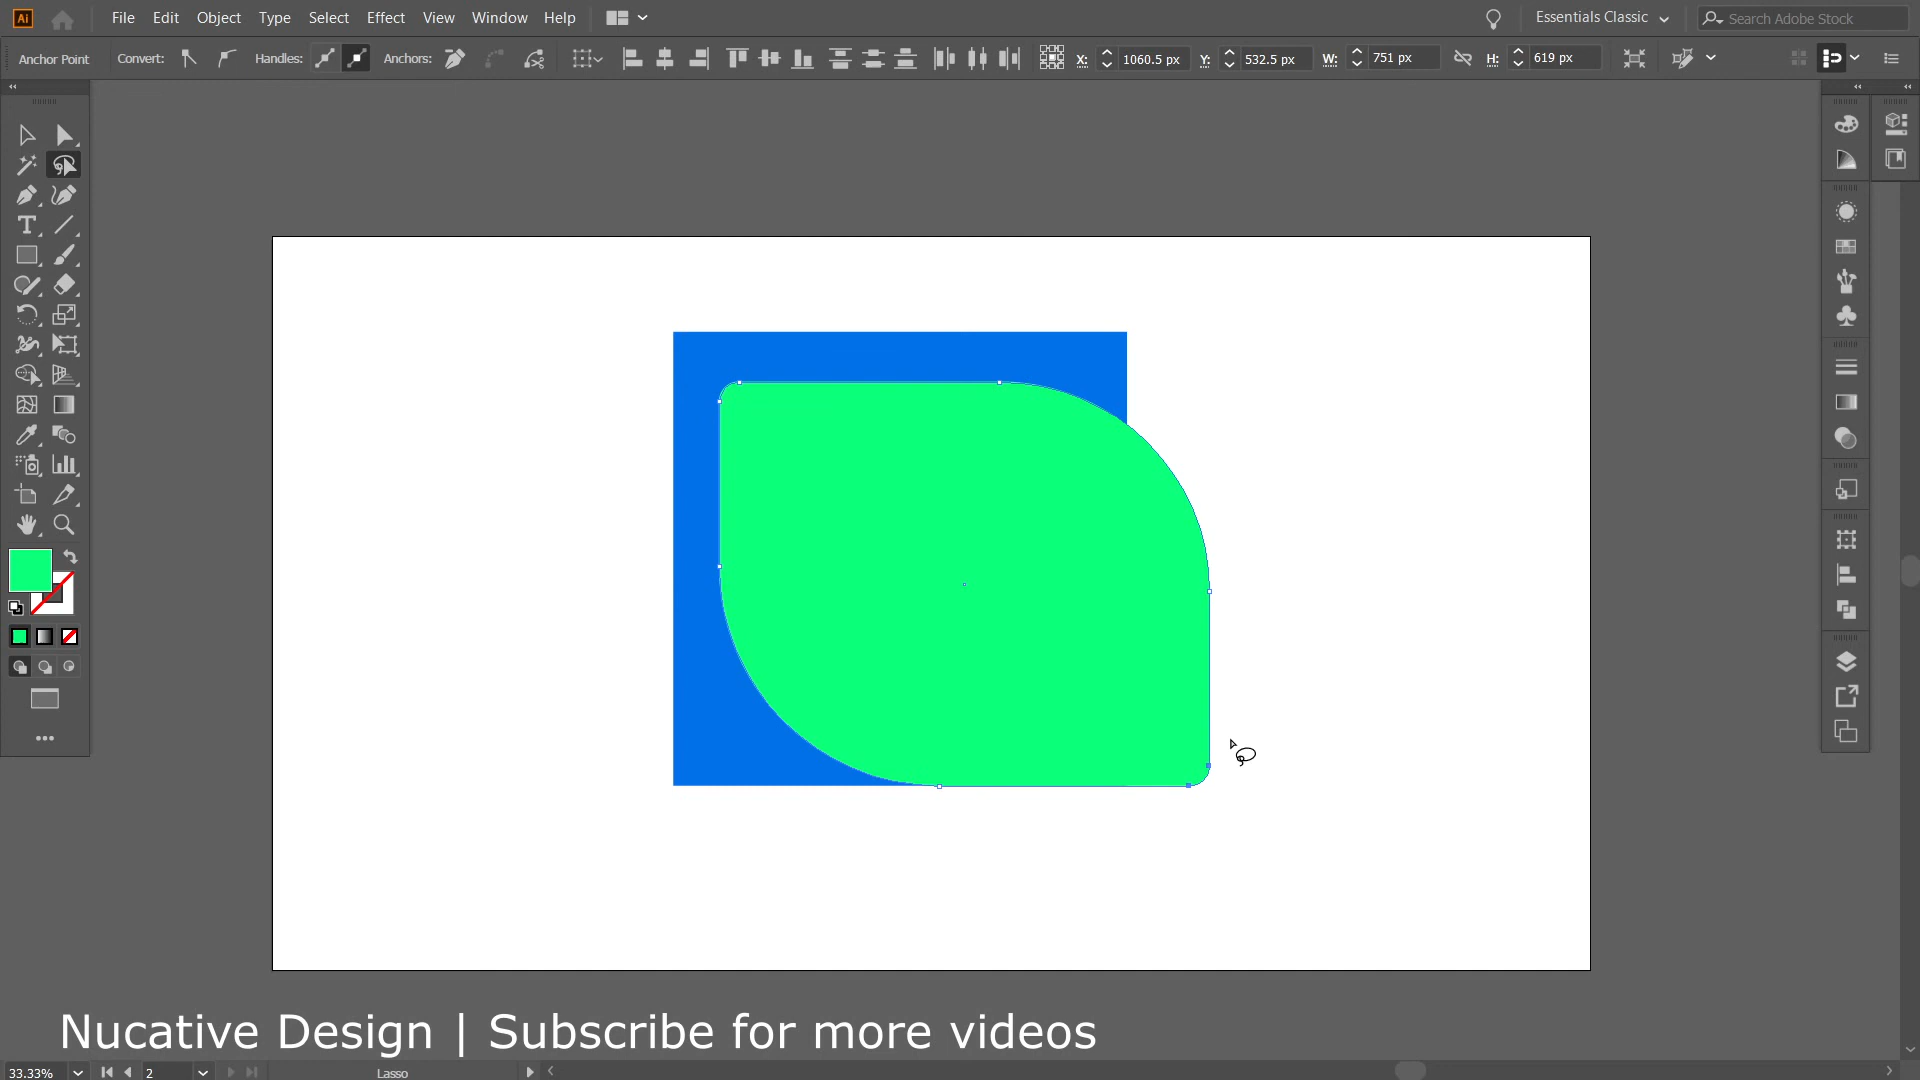 Ai File Edit Object Type Select Effect View Window Help Essentials Classic Search Adobe Stock
Anchor Point Convert: Handles: Anchors: X: 1060.5 px Y: 532.5 px W: 751 px H: 619 px
Nucative Design | Subscribe for more videos
33.33% 2 Lasso